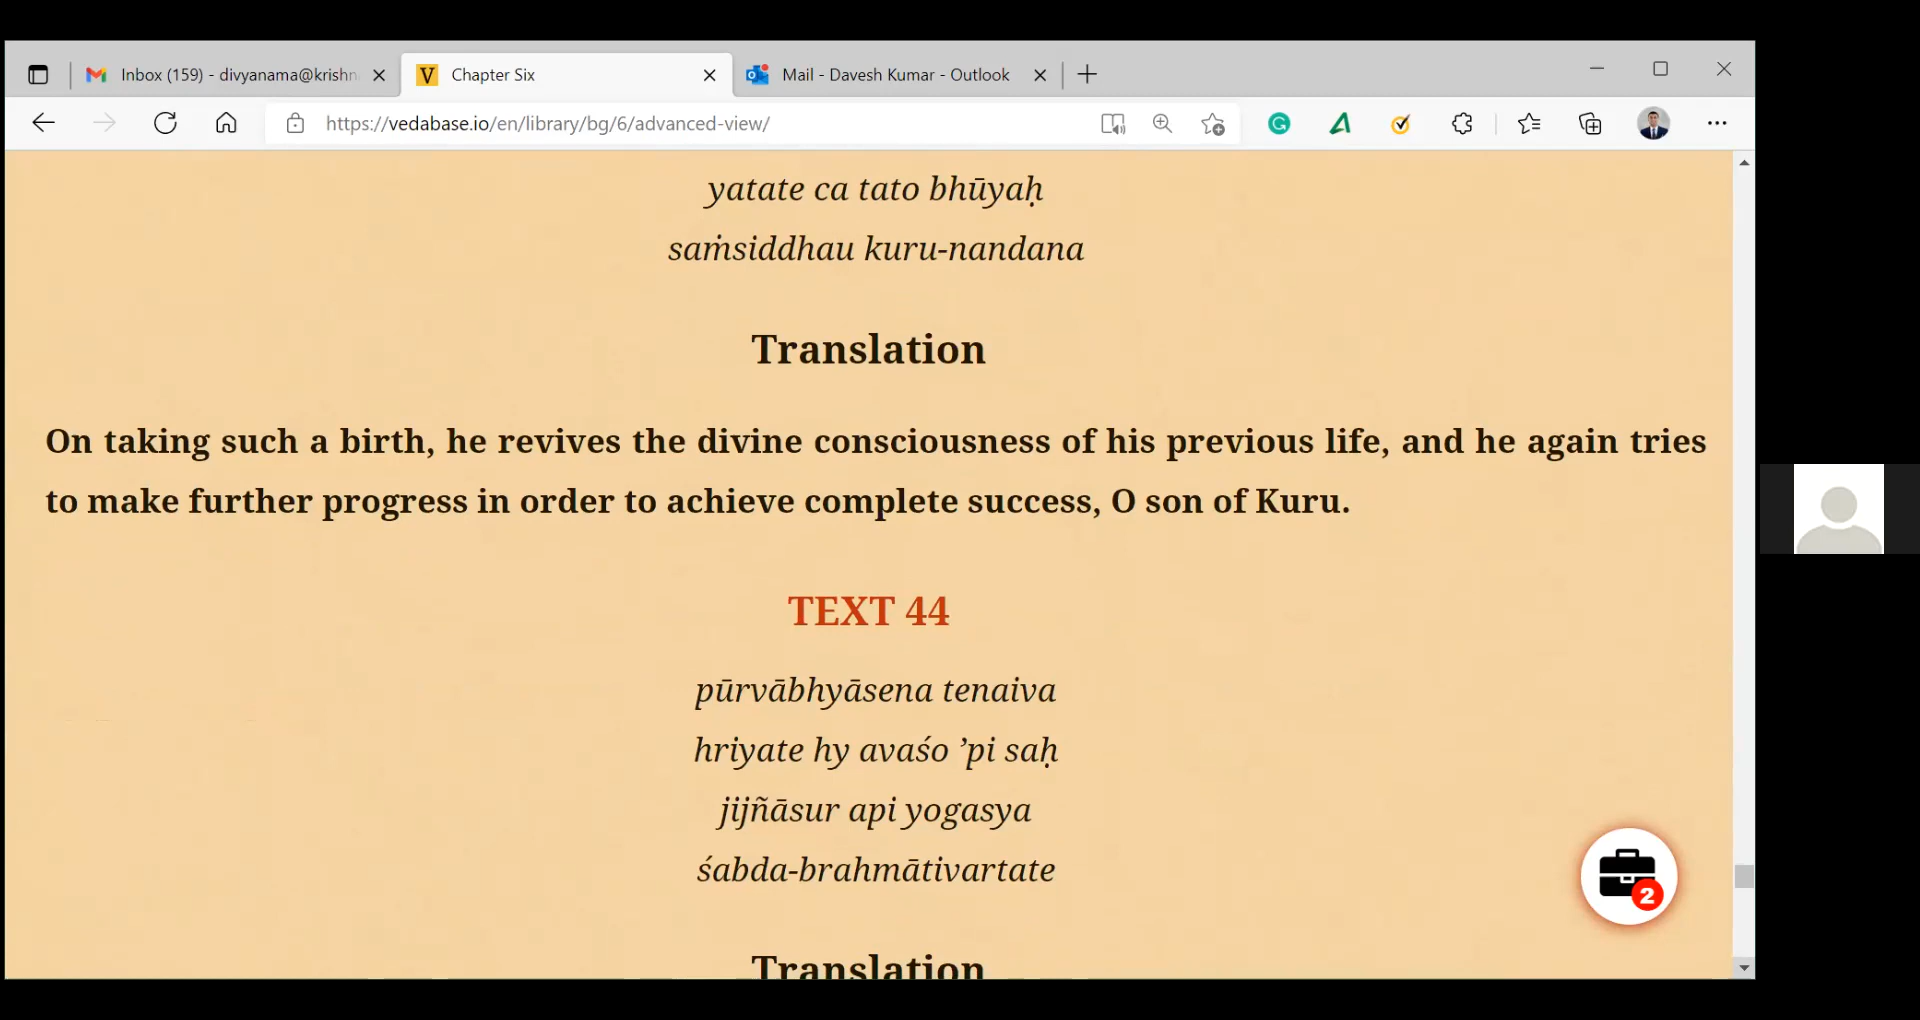 Inbox (159) - divyanama@krishn
Chapter Six
Mail - Davesh Kumar - Outlook
https://vedabase.io/en/library/bg/6/advanced-view/
yatate ca tato bhūyaḥ
saṁsiddhau kuru-nandana
Translation
On taking such a birth, he revives the divine consciousness of his previous life, and he again tries
to make further progress in order to achieve complete success, O son of Kuru.
TEXT 44
pūrvābhyāsena tenaiva
hriyate hy avaśo ’pi saḥ
jijñāsur api yogasya
śabda-brahmātivartate
2
Translation